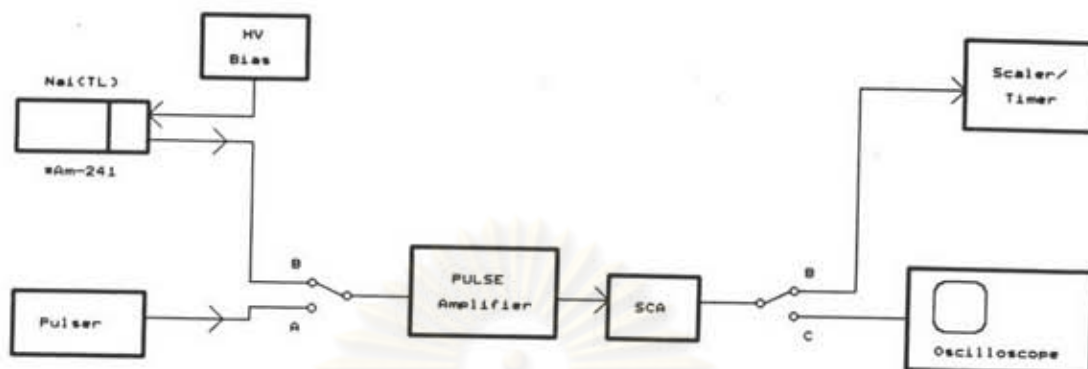 HV
Bias
NaI(TL)
*Am-241
Pulser
B
A
PULSE
Amplifier
SCA
B
C
Scaler/
Timer
Oscilloscope